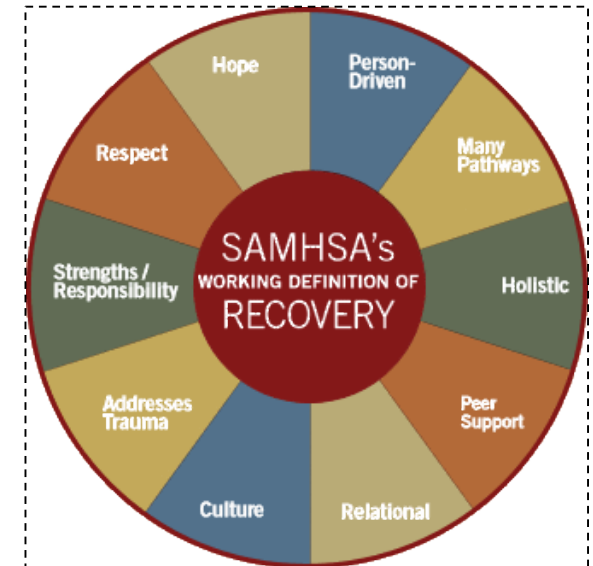 SAMHSA's
WORKING DEFINITION OF
RECOVERY
Hope
Person-
Driven
Many
Pathways
Holistic
Peer
Support
Relational
Culture
Addresses
Trauma
Strengths /
Responsibility
Respect